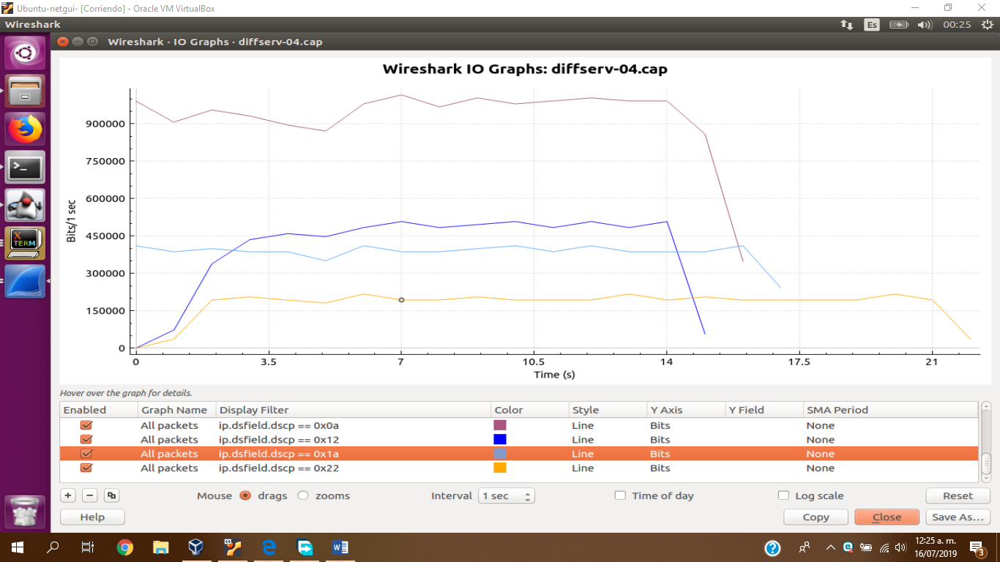 Ubuntu-netgui- [Corriendo] - Oracle VM VirtualBox
Wireshark
Es
00:25
Wireshark · IO Graphs · diffserv-04.cap
Wireshark IO Graphs: diffserv-04.cap
Bits/1 sec
900000
750000
600000
450000
300000
150000
0
0 3.5 7 10.5 14 17.5 21
Time (s)
Hover over the graph for details.
Enabled Graph Name Display Filter Color Style Y Axis Y Field SMA Period
All packets ip.dsfield.dscp == 0x0a Line Bits None
All packets ip.dsfield.dscp == 0x12 Line Bits None
All packets ip.dsfield.dscp == 0x1a Line Bits None
All packets ip.dsfield.dscp == 0x22 Line Bits None
Mouse drags zooms Interval 1 sec Time of day Log scale Reset
Help Copy Close Save As...
X
TERM
64
12:25 a. m.
16/07/2019
3